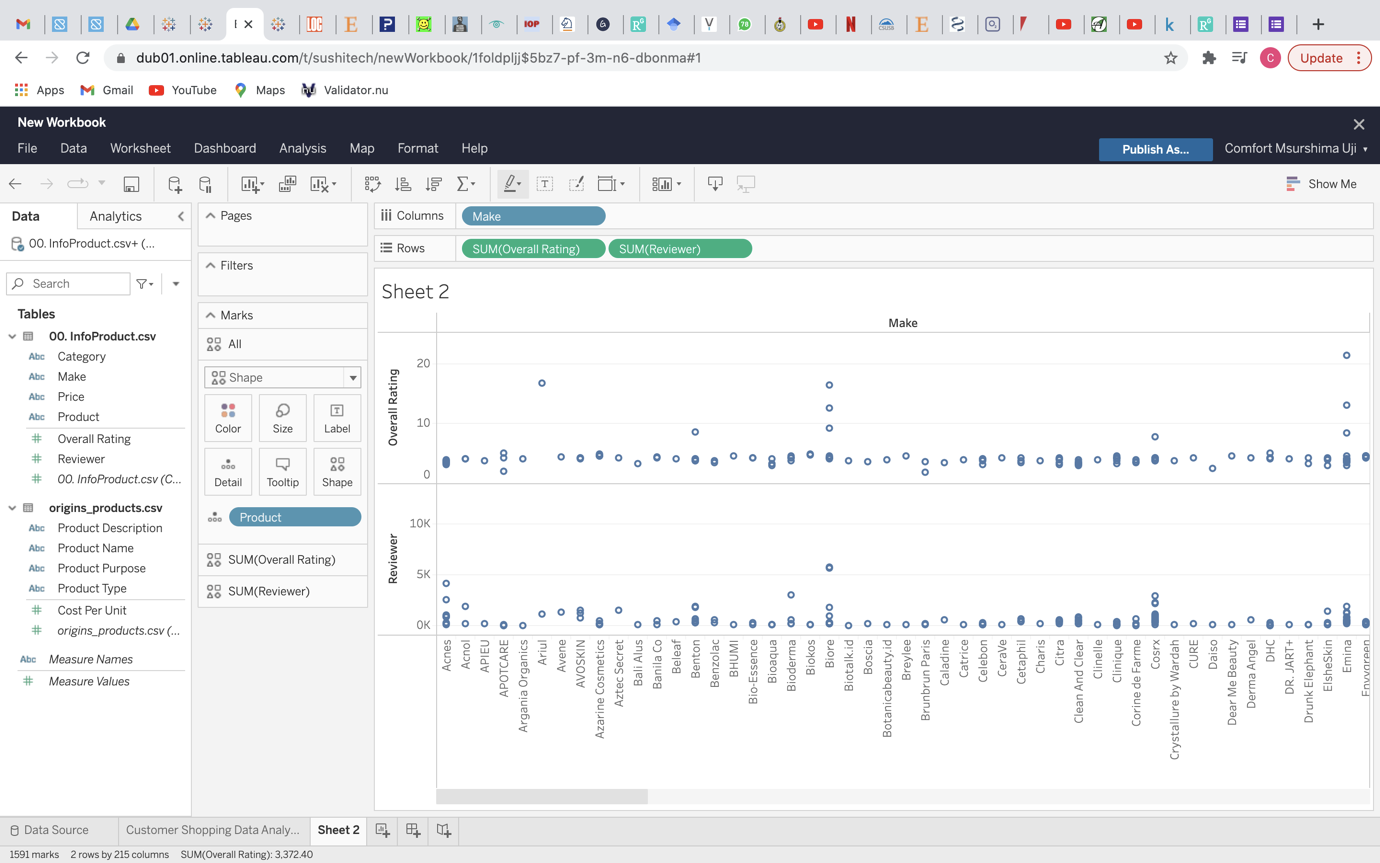 dub01.online.tableau.com/t/sushitech/newWorkbook/1foldpljj$5bz7-pf-3m-n6-dbonma#1
C
Update
Apps
Gmail
YouTube
Maps
Validator.nu
New Workbook
File Data Worksheet Dashboard Analysis Map Format Help
Publish As...
Comfort Msurshima Uji
Show Me
Data
Analytics
00. InfoProduct.csv+ (...
Search
Tables
00. InfoProduct.csv
Abc Category
Abc Make
Abc Price
Abc Product
Overall Rating
Reviewer
00. InfoProduct.csv (C...
origins_products.csv
Abc Product Description
Abc Product Name
Abc Product Purpose
Abc Product Type
Cost Per Unit
origins_products.csv (...
Abc Measure Names
Measure Values
Pages
Filters
Marks
All
Shape
Color
Size
Label
Detail
Tooltip
Shape
Product
SUM(Overall Rating)
SUM(Reviewer)
Columns
Make
Rows
SUM(Overall Rating)
SUM(Reviewer)
Sheet 2
Make
Overall Rating
20
10
0
Reviewer
10K
5K
0K
Acnes
Acnol
APIEU
APOTCARE
Argania Organics
Ariul
Avene
AVOSKIN
Azarine Cosmetics
Aztec Secret
Bali Alus
Banila Co
Beleaf
Benton
Benzolac
BHUMI
Bio-Essence
Bioaqua
Bioderma
Biokos
Biore
Biotalk.id
Boscia
Botanicabeauty.id
Breylee
Brunbrun Paris
Caladine
Catrice
Celebon
CeraVe
Cetaphil
Charis
Citra
Clean And Clear
Clinelle
Clinique
Corine de Farme
Cosrx
Crystallure by Wardah
CURE
Daiso
Dear Me Beauty
Derma Angel
DHC
DR. JART+
Drunk Elephant
ElsheSkin
Emina
Data Source
Customer Shopping Data Analy...
Sheet 2
1591 marks
2 rows by 215 columns
SUM(Overall Rating): 3,372.40